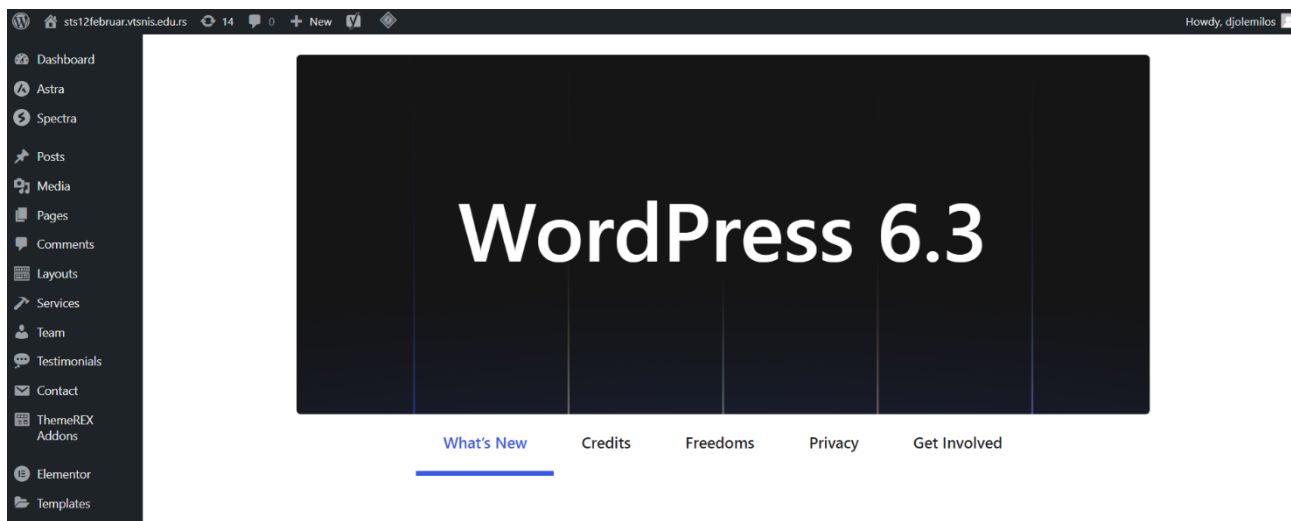 sts12februar.vtsnis.edu.rs 14 0 New Howdy, djolemilos
Dashboard
Astra
Spectra
Posts
Media
Pages
Comments
Layouts
Services
Team
Testimonials
Contact
ThemeREX
Addons
Elementor
Templates
WordPress 6.3
What's New Credits Freedoms Privacy Get Involved